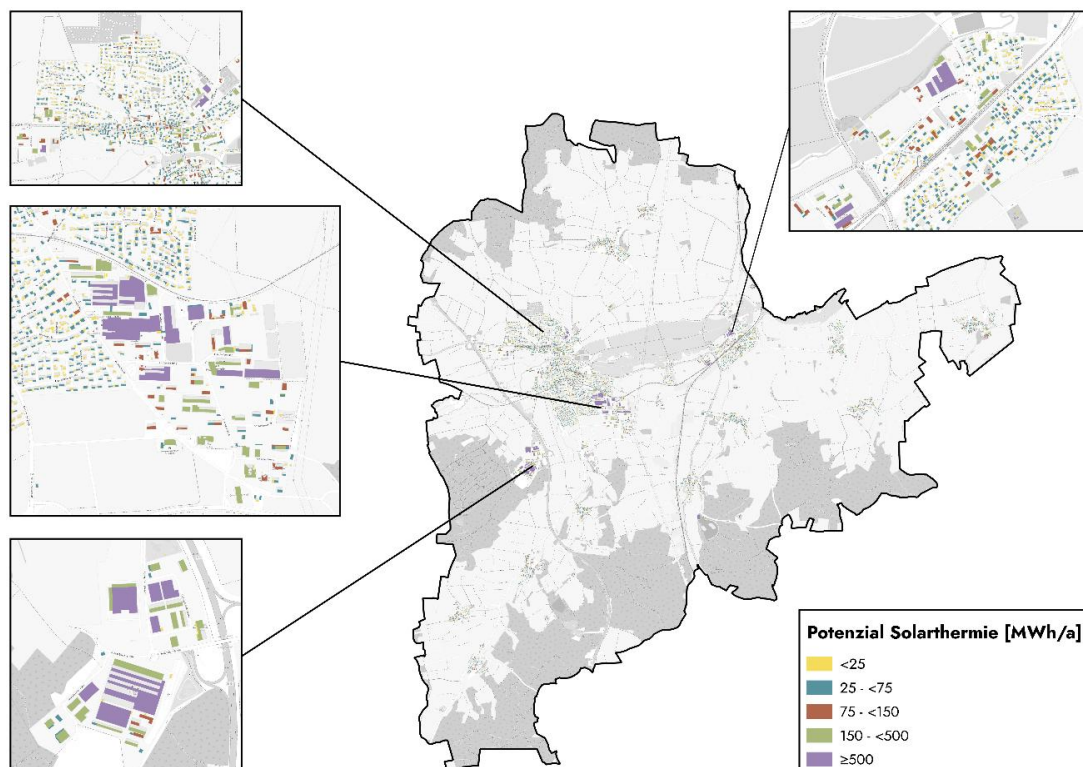 Potenzial Solarthermie [MWh/a]
<25
25 - <75
75 - <150
150 - <500
≥500